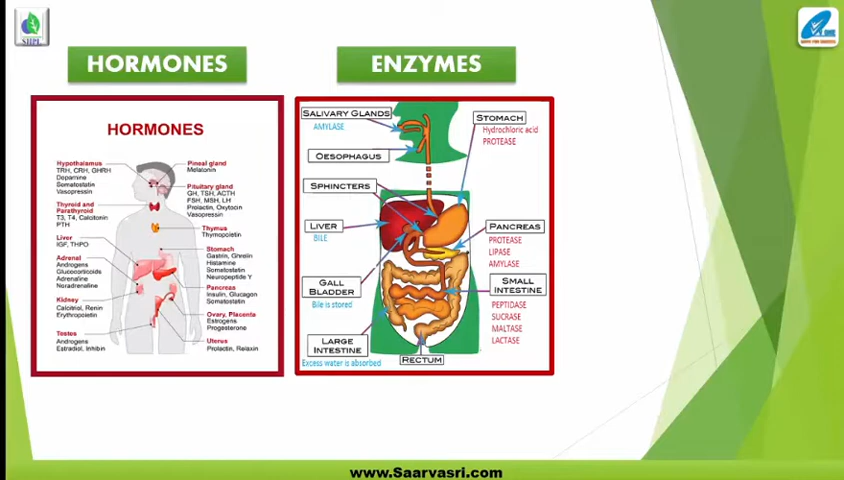 SHPL
HORMONES
ENZYMES
HORMONES
Hypothalamus
TRH, CRH, GHRH
Dopamine
Somatostatin
Vasopressin
Thyroid and
Parathyroid
T3, T4, Calcitonin
PTH
Liver
IGF, THPO
Adrenal
Androgens
Glucocorticoids
Adrenaline
Noradrenaline
Kidney
Calcitriol, Renin
Erythropoietin
Testes
Androgens
Estradiol, Inhibin
Pineal gland
Melatonin
Pituitary gland
GH, TSH, ACTH
FSH, MSH, LH
Prolactin, Oxytocin
Vasopressin
Thymus
Thymopoietin
Stomach
Gastrin, Ghrelin
Histamine
Somatostatin
Neuropeptide Y
Pancreas
Insulin, Glucagon
Somatostatin
Ovary, Placenta
Estrogens
Progesterone
Uterus
Prolactin, Relaxin
SALIVARY GLANDS
AMYLASE
OESOPHAGUS
SPHINCTERS
LIVER
BILE
GALL
BLADDER
Bile is stored
LARGE
INTESTINE
Excess water is absorbed
RECTUM
STOMACH
Hydrochloric acid
PROTEASE
PANCREAS
PROTEASE
LIPASE
AMYLASE
SMALL
INTESTINE
PEPTIDASE
SUCRASE
MALTASE
LACTASE
www.Saarvasri.com